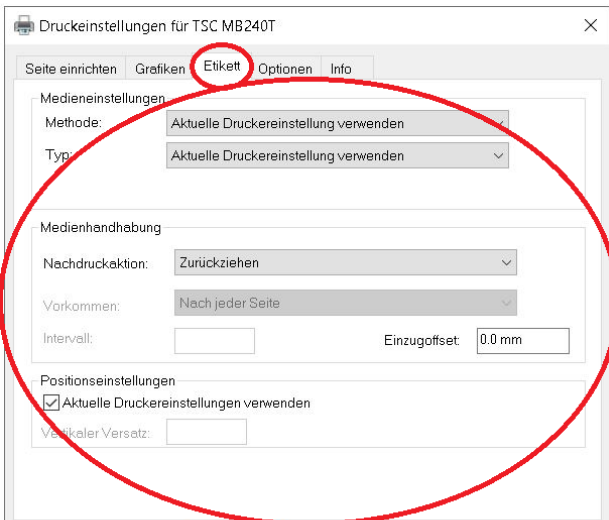 Druckeinstellungen für TSC MB240T
Seite einrichten Grafiken Etikett Optionen Info
Medieneinstellungen
Methode: Aktuelle Druckereinstellung verwenden
Typ: Aktuelle Druckereinstellung verwenden
Medienhandhabung
Nachdruckaktion: Zurückziehen
Vorkommen: Nach jeder Seite
Intervall: Einzugoffset: 0.0 mm
Positionseinstellungen
Aktuelle Druckereinstellungen verwenden
Vertikaler Versatz: